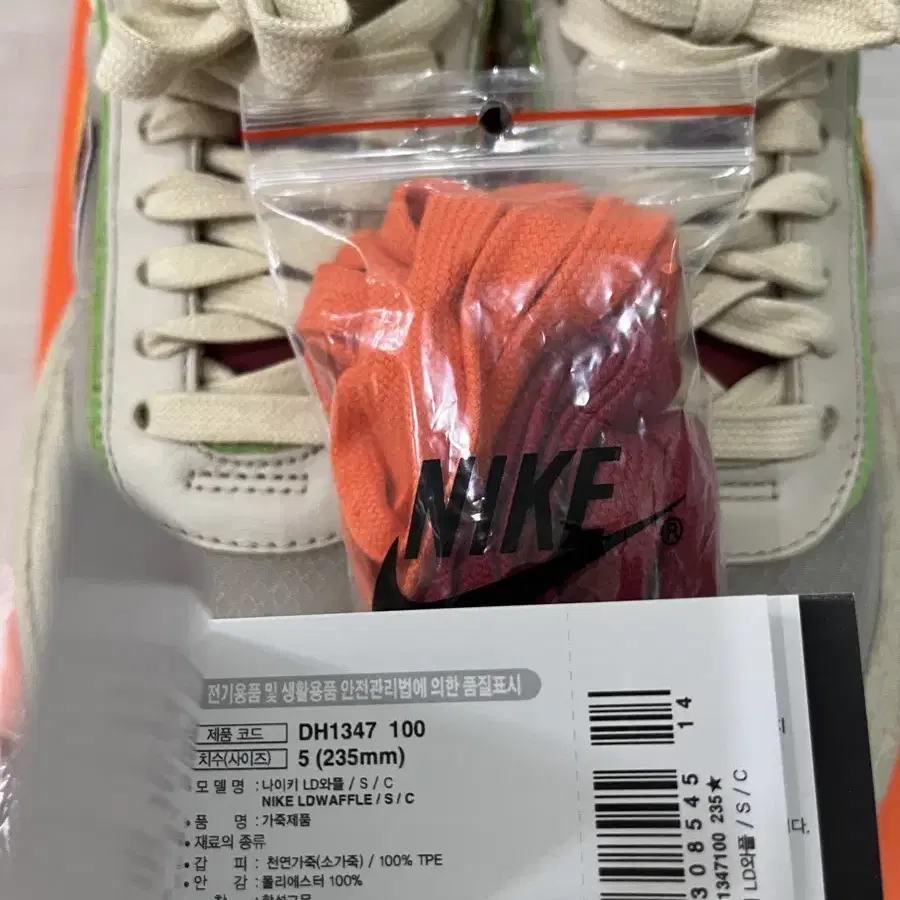 NIKE
®
전기용품 및 생활용품 안전관리법에 의한 품질표시
제품 코드 DH1347 100
치수(사이즈) 5 (235mm)
모 델 명 : 나이키 LD와플 / S / C
NIKE LDWAFFLE / S / C
• 품 명 : 가죽제품
• 재료의 종류
• 갑 피 : 천연가죽(소가죽) / 100% TPE
• 안 감 : 폴리에스터 100%
14
308545
1347100 235★
LD와플 / S / C
다.